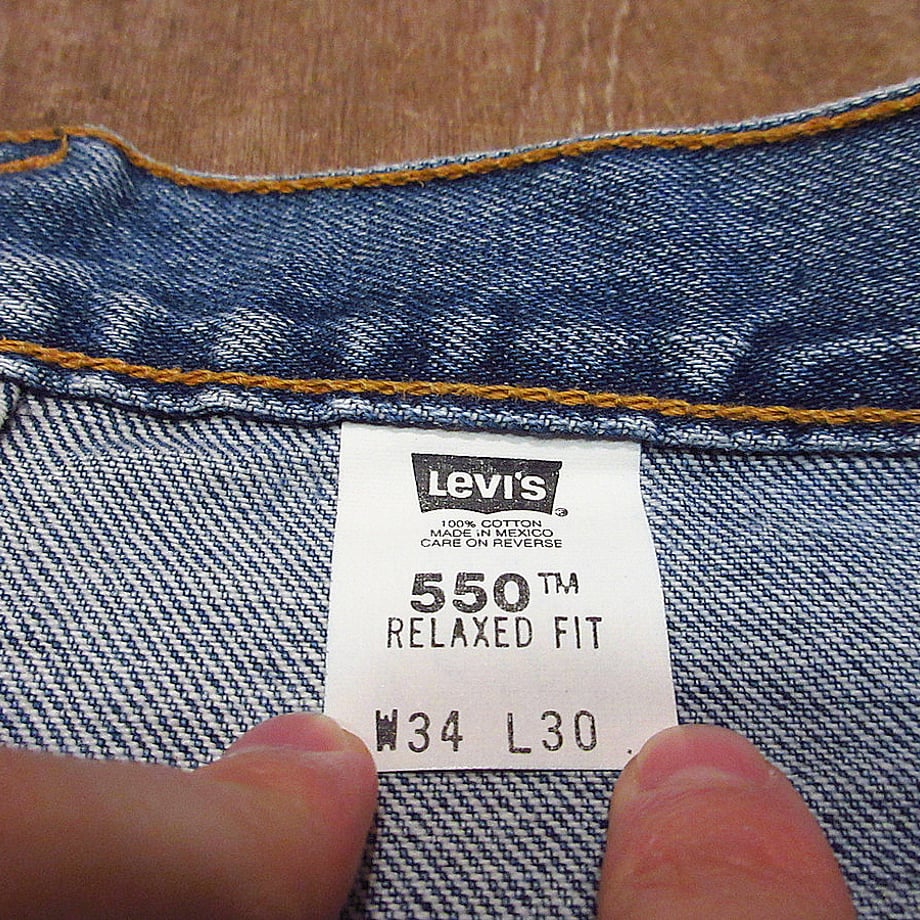 LEVI'S®
100% COTTON
MADE IN MEXICO
CARE ON REVERSE
550™
RELAXED FIT
W34 L30